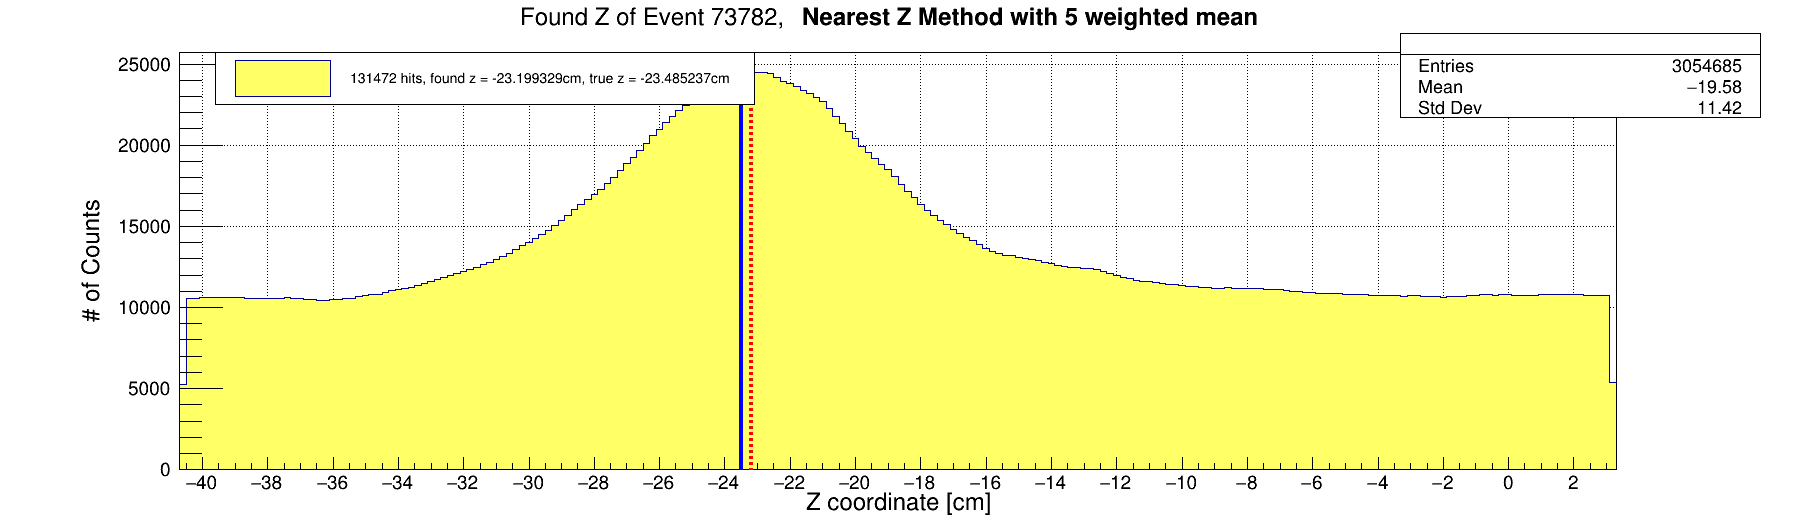 Found Z of Event 73782, Nearest Z Method with 5 weighted mean
131472 hits, found z = -23.199329cm, true z = -23.485237cm
Entries 3054685
Mean −19.58
Std Dev 11.42
# of Counts
25000
20000
15000
10000
5000
0
−40 −38 −36 −34 −32 −30 −28 −26 −24 −22 −20 −18 −16 −14 −12 −10 −8 −6 −4 −2 0 2
Z coordinate [cm]